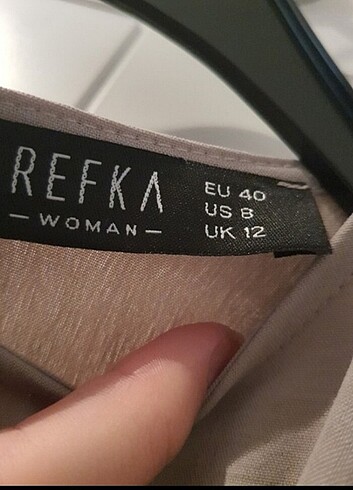 REFKA
— WOMAN —
EU 40
US 8
UK 12